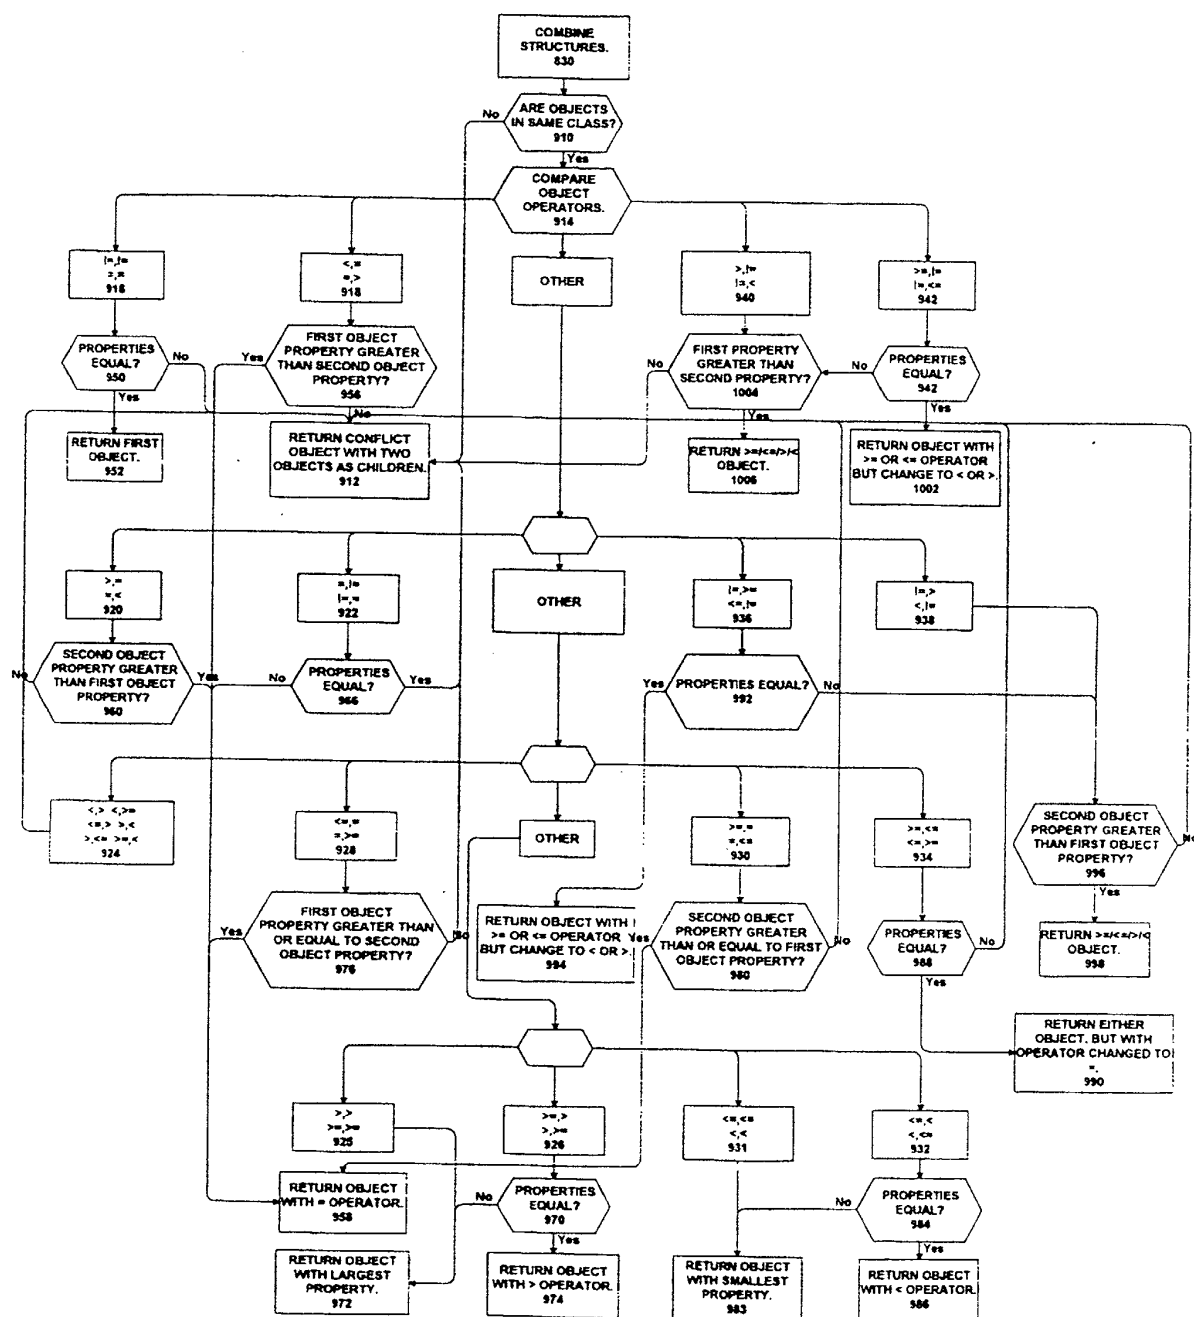 COMBINE
STRUCTURES.
830
No
ARE OBJECTS
IN SAME CLASS?
910
Yes
COMPARE
OBJECT
OPERATORS.
914
!=,!=
=,=
916
<,=
=,>
918
OTHER
>,!=
!=,<
940
>=,!=
!=,<=
942
PROPERTIES
EQUAL?
950
No
Yes
Yes
FIRST OBJECT
PROPERTY GREATER
THAN SECOND OBJECT
PROPERTY?
956
No
No
FIRST PROPERTY
GREATER THAN
SECOND PROPERTY?
1004
Yes
No
PROPERTIES
EQUAL?
942
Yes
RETURN FIRST
OBJECT.
952
RETURN CONFLICT
OBJECT WITH TWO
OBJECTS AS CHILDREN.
912
RETURN >=/<=/>/<
OBJECT.
1006
RETURN OBJECT WITH
>= OR <= OPERATOR
BUT CHANGE TO < OR >.
1002
>,=
=,<
920
=,!=
!=,=
922
OTHER
!=,>=
<=,!=
936
!=,>
<,!=
938
No
SECOND OBJECT
PROPERTY GREATER
THAN FIRST OBJECT
PROPERTY?
960
Yes
No
PROPERTIES
EQUAL?
966
Yes
Yes
PROPERTIES EQUAL?
992
No
<,> <,>=
<=,> >,<
>,<= >=,<
924
<=,=
=,>=
928
OTHER
>=,=
=,<=
930
>=,<=
<=,>=
934
SECOND OBJECT
PROPERTY GREATER
THAN FIRST OBJECT
PROPERTY?
996
No
Yes
Yes
FIRST OBJECT
PROPERTY GREATER THAN
OR EQUAL TO SECOND
OBJECT PROPERTY?
976
No
RETURN OBJECT WITH
>= OR <= OPERATOR
BUT CHANGE TO < OR >.
994
Yes
SECOND OBJECT
PROPERTY GREATER
THAN OR EQUAL TO FIRST
OBJECT PROPERTY?
980
No
PROPERTIES
EQUAL?
988
No
Yes
RETURN >=/<=/>/<
OBJECT.
998
RETURN EITHER
OBJECT. BUT WITH
OPERATOR CHANGED TO
=.
990
>,>
>=,>=
925
>=,>
>,>=
926
<=,<=
<,<
931
<=,<
<,<=
932
RETURN OBJECT
WITH = OPERATOR.
958
No
PROPERTIES
EQUAL?
970
Yes
No
PROPERTIES
EQUAL?
984
Yes
RETURN OBJECT
WITH LARGEST
PROPERTY.
972
RETURN OBJECT
WITH > OPERATOR.
974
RETURN OBJECT
WITH SMALLEST
PROPERTY.
983
RETURN OBJECT
WITH < OPERATOR.
986